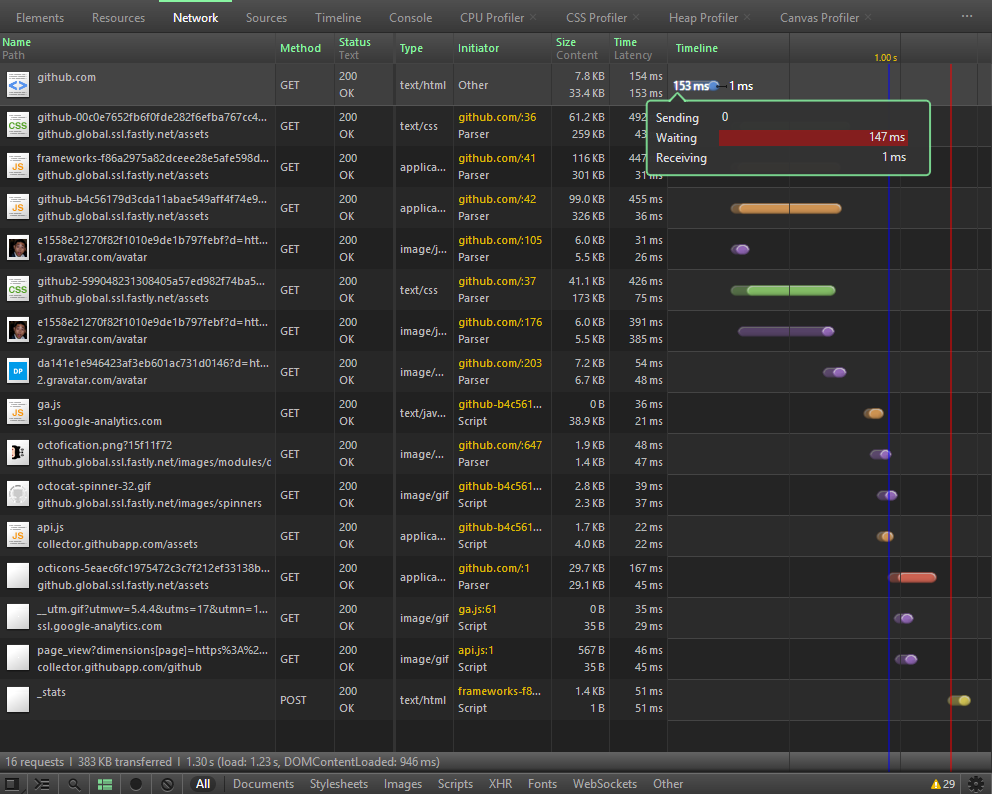 Elements Resources Network Sources Timeline Console CPU Profiler × CSS Profiler × Heap Profiler × Canvas Profiler × ...
Name Method Status Type Initiator Size Time Timeline
Path Text Content Latency
1.00 s
github.com GET 200 OK text/html Other 7.8 KB 33.4 KB 154 ms 153 ms 153 ms 1 ms
Sending 0
Waiting 147 ms
Receiving 1 ms
github-00c0e7652fb6f0fde282f6efba767cc4... 200 github.com/:36 61.2 KB 492
github.global.ssl.fastly.net/assets GET OK text/css Parser 259 KB 43
frameworks-f86a2975a82dceee28e5afe598d... 200 github.com/:41 116 KB 447
github.global.ssl.fastly.net/assets GET OK applica... Parser 301 KB 31 ms
github-b4c56179d3cda11abae549aff4f74e9... 200 github.com/:42 99.0 KB 455 ms
github.global.ssl.fastly.net/assets GET OK applica... Parser 326 KB 36 ms
e1558e21270f82f1010e9de1b797febf?d=htt... 200 github.com/:105 6.0 KB 31 ms
1.gravatar.com/avatar GET OK image/j... Parser 5.5 KB 26 ms
github2-599048231308405a57ed982f74ba5... 200 github.com/:37 41.1 KB 426 ms
github.global.ssl.fastly.net/assets GET OK text/css Parser 173 KB 75 ms
e1558e21270f82f1010e9de1b797febf?d=htt... 200 github.com/:176 6.0 KB 391 ms
2.gravatar.com/avatar GET OK image/j... Parser 5.5 KB 385 ms
da141e1e946423af3eb601ac731d0146?d=ht... 200 github.com/:203 7.2 KB 54 ms
2.gravatar.com/avatar GET OK image/... Parser 6.7 KB 48 ms
ga.js 200 github-b4c561... 0 B 36 ms
ssl.google-analytics.com GET OK text/jav... Script 38.9 KB 21 ms
octofication.png?15f11f72 200 github.com/:647 1.9 KB 48 ms
github.global.ssl.fastly.net/images/modules/d GET OK image/... Parser 1.4 KB 47 ms
octocat-spinner-32.gif 200 github-b4c561... 2.8 KB 39 ms
github.global.ssl.fastly.net/images/spinners GET OK image/gif Script 2.3 KB 37 ms
api.js 200 github-b4c561... 1.7 KB 22 ms
collector.githubapp.com/assets GET OK applica... Script 4.0 KB 22 ms
octicons-5eaec6fc1975472c3c7f212ef33138b... 200 github.com/:1 29.7 KB 167 ms
github.global.ssl.fastly.net/assets GET OK applica... Parser 29.1 KB 45 ms
__utm.gif?utmwv=5.4.4&utms=17&utmn=1... 200 ga.js:61 0 B 35 ms
ssl.google-analytics.com GET OK image/gif Script 35 B 29 ms
page_view?dimensions[page]=https%3A%2... 200 api.js:1 567 B 46 ms
collector.githubapp.com/github GET OK image/gif Script 35 B 45 ms
_stats 200 frameworks-f8... 1.4 KB 51 ms
POST OK text/html Script 1 B 51 ms
16 requests | 383 KB transferred | 1.30 s (load: 1.23 s, DOMContentLoaded: 946 ms)
All Documents Stylesheets Images Scripts XHR Fonts WebSockets Other 29